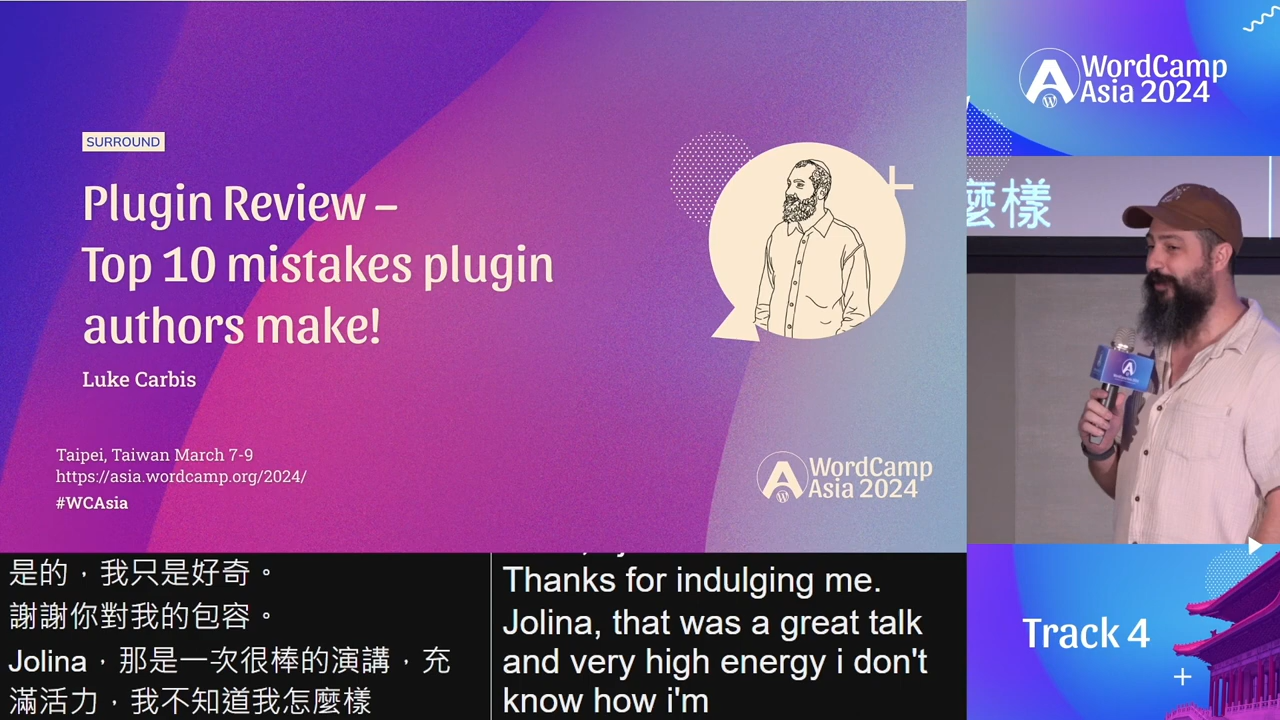 SURROUND
Plugin Review –
Top 10 mistakes plugin
authors make!
Luke Carbis
Taipei, Taiwan March 7-9
https://asia.wordcamp.org/2024/
#WCAsia
WordCamp
Asia 2024
WordCamp
Asia 2024
麼樣
Track 4
是的，我只是好奇。
謝謝你對我的包容。
Jolina，那是一次很棒的演講，充
滿活力，我不知道我怎麼樣
Thanks for indulging me.
Jolina, that was a great talk
and very high energy i don't
know how i'm